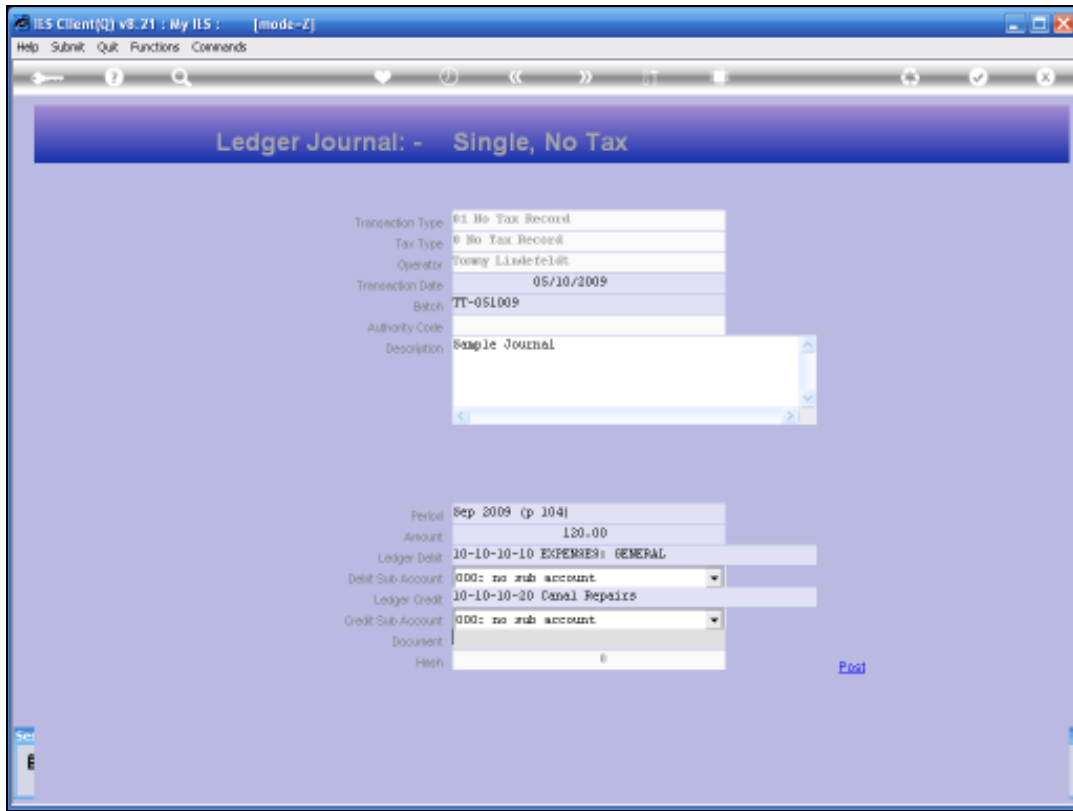 IES Client(Q) v8.21 : My IES : [mode-Z]
Help Submit Quit Functions Commands
Ledger Journal: - Single, No Tax
Transaction Type 01 No Tax Record
Tax Type 0 No Tax Record
Operator Tommy Lindefeldt
Transaction Date 05/10/2009
Batch TT-051009
Authority Code
Description Sample Journal
Period Sep 2009 (p 104)
Amount 120.00
Ledger Debit 10-10-10-10 EXPENSES: GENERAL
Debit Sub Account 000: no sub account
Ledger Credit 10-10-10-20 Canal Repairs
Credit Sub Account 000: no sub account
Document
Hash 0
Post